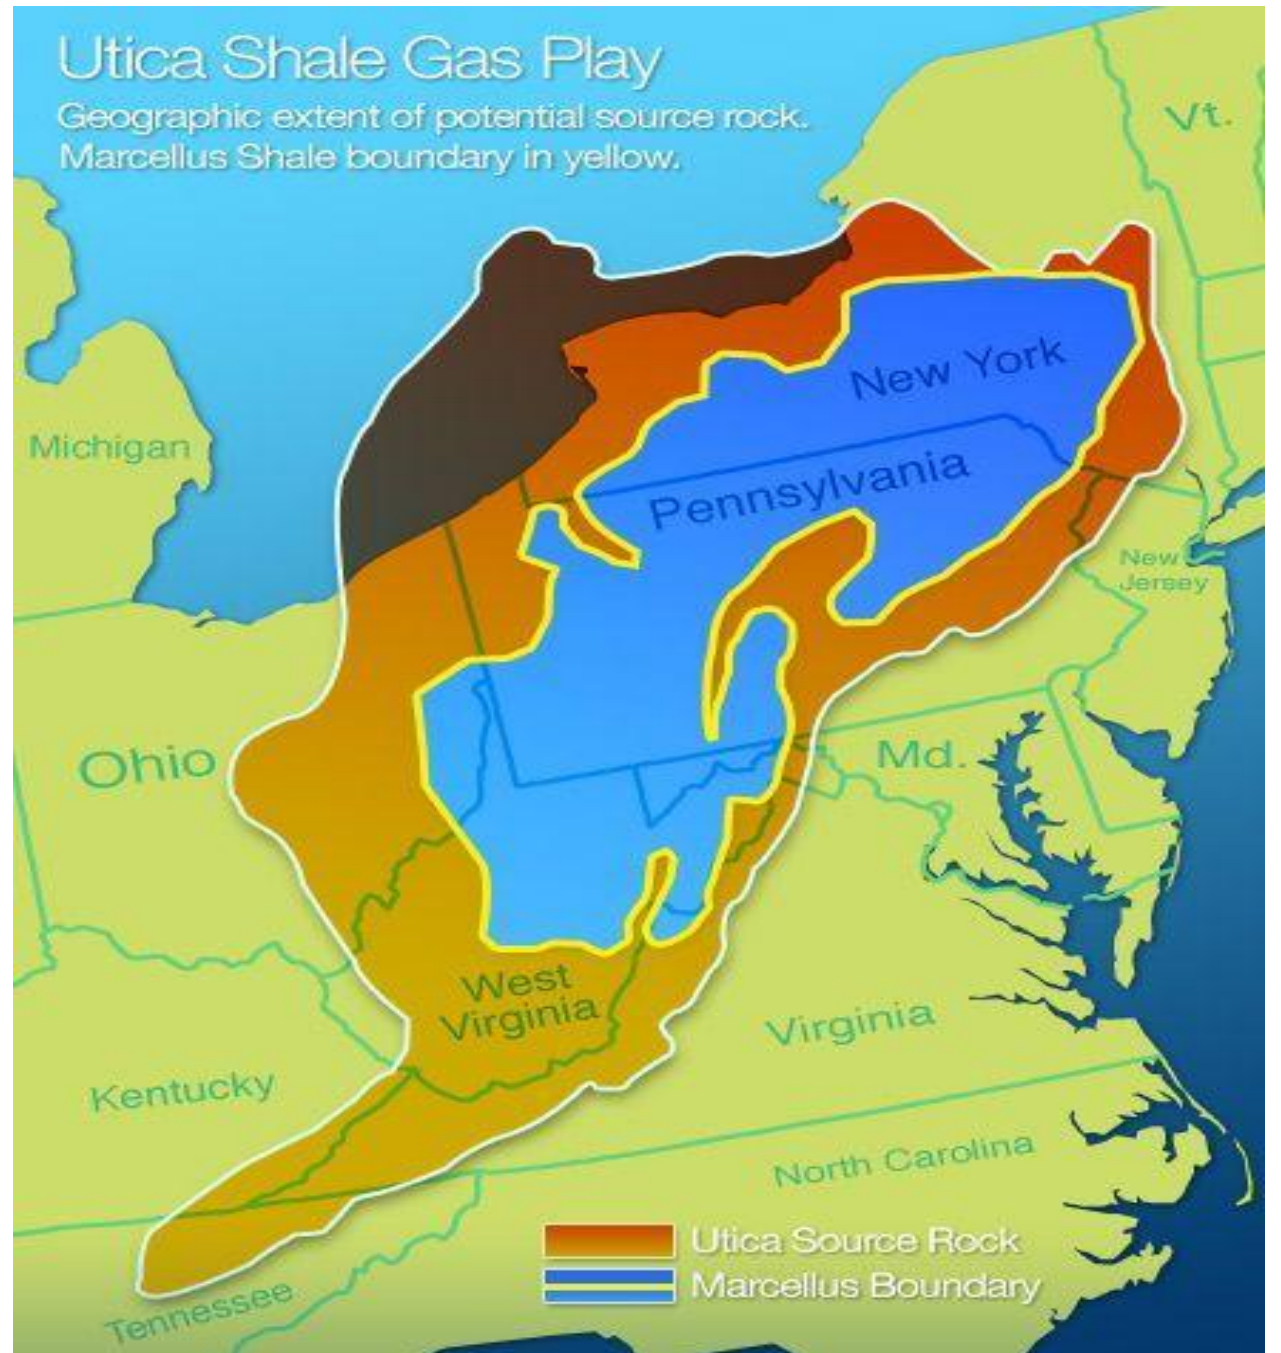 Utica Shale Gas Play
Geographic extent of potential source rock.
Marcellus Shale boundary in yellow.
Vt.
New York
Michigan
Pennsylvania
New
Jersey
Ohio
Md.
West
Virginia
Virginia
Kentucky
North Carolina
Utica Source Rock
Marcellus Boundary
Tennessee